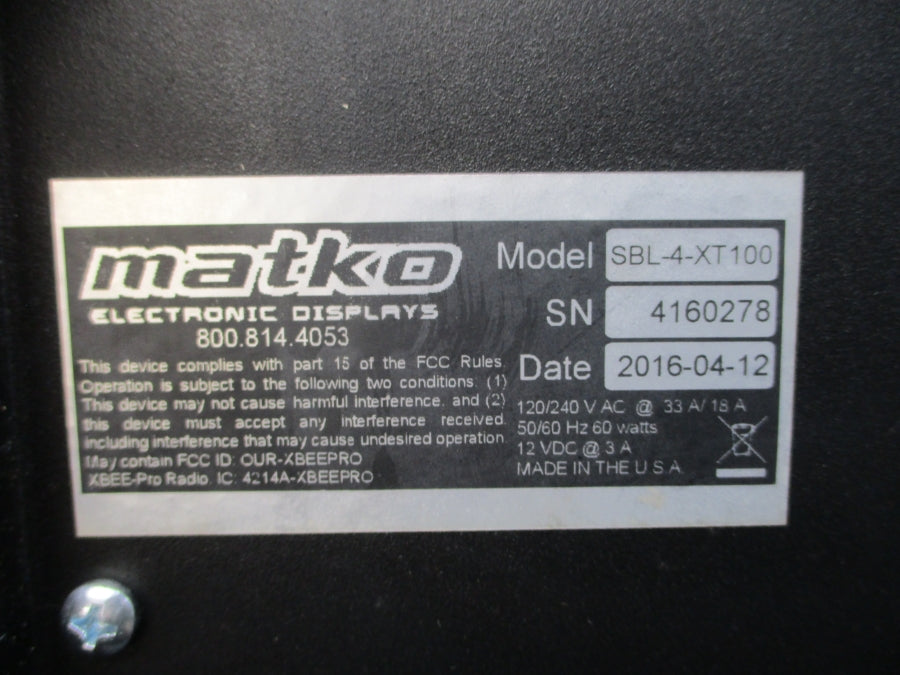 matko
ELECTRONIC DISPLAYS
800.814.4053
This device complies with part 15 of the FCC Rules.
Operation is subject to the following two conditions. (1)
This device may not cause harmful interference. and (2)
this device must accept any interference received
including interference that may cause undesired operation.
May contain FCC ID: OUR-XBEEPRO
XBEE-Pro Radio. IC: 4214A-XBEEPRO
Model SBL-4-XT100
SN 4160278
Date 2016-04-12
120/240 V AC @ 33 A/ 18 A
50/60 Hz 60 watts
12 VDC @ 3 A
MADE IN THE U S A